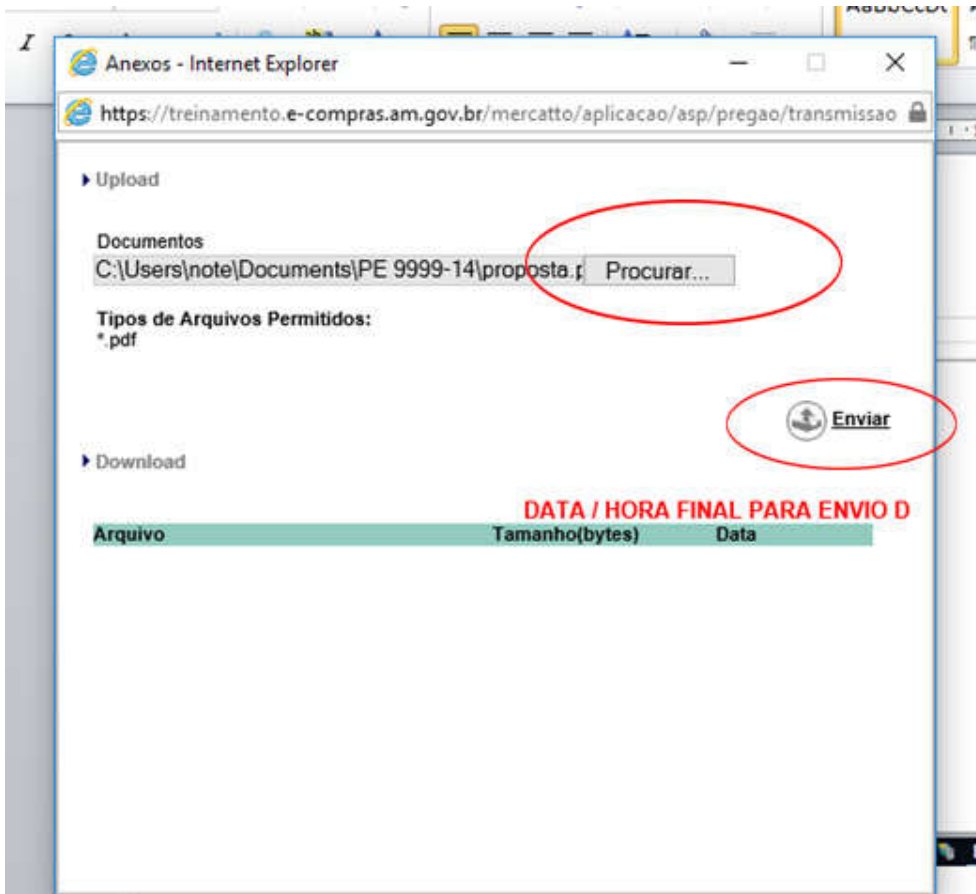 I
Anexos - Internet Explorer
https://treinamento.e-compras.am.gov.br/mercatto/aplicacao/asp/pregao/transmissao
Upload
Documentos
C:\Users\note\Documents\PE 9999-14\proposta.p Procurar...
Tipos de Arquivos Permitidos:
*.pdf
Enviar
Download
DATA / HORA FINAL PARA ENVIO D
Arquivo Tamanho(bytes) Data